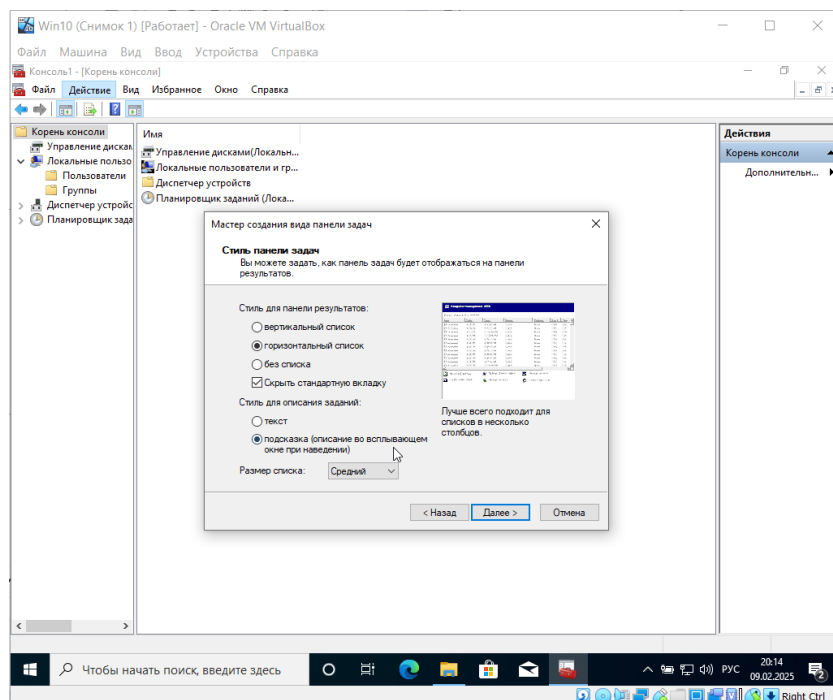 Win10 (Снимок 1) [Работает] - Oracle VM VirtualBox
Файл Машина Вид Ввод Устройства Справка
Консоль1 - [Корень консоли]
Файл Действие Вид Избранное Окно Справка
Корень консоли
Управление дискам
Локальные пользо
Пользователи
Группы
Диспетчер устройс
Планировщик зада
Имя
Управление дисками(Локальн...
Локальные пользователи и гр...
Диспетчер устройств
Планировщик заданий (Лока...
Действия
Корень консоли
Дополнительн...
Мастер создания вида панели задач
Стиль панели задач
Вы можете задать, как панель задач будет отображаться на панели
результатов.
Стиль для панели результатов:
вертикальный список
горизонтальный список
без списка
Скрыть стандартную вкладку
Стиль для описания заданий:
текст
подсказка (описание во всплывающем
окне при наведении)
Размер списка: Средний
Лучше всего подходит для
списков в несколько
столбцов.
< Назад Далее > Отмена
Чтобы начать поиск, введите здесь
РУС
20:14
09.02.2025
2
Right Ctrl